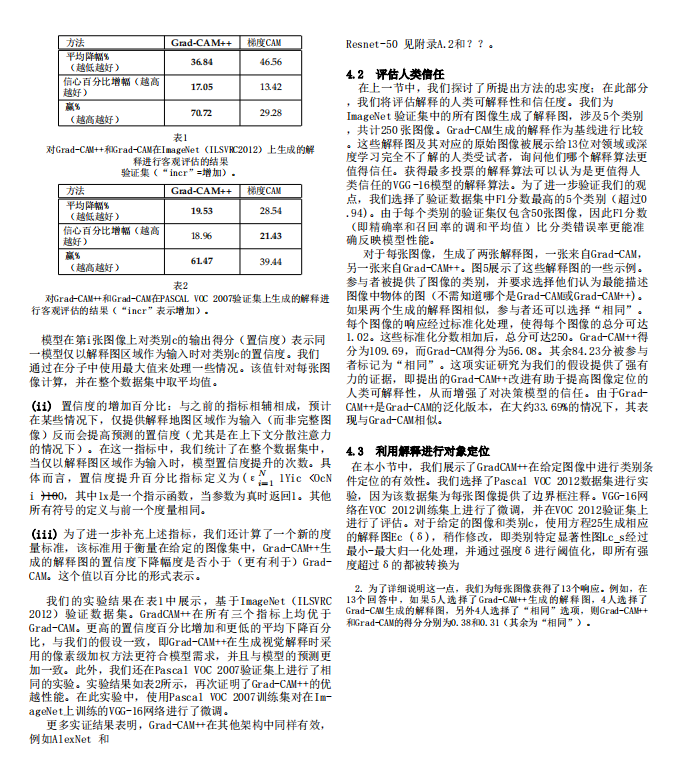 方法 Grad-CAM++ 梯度CAM
平均降幅%
（越低越好） 36.84 46.56
信心百分比增幅（越高
越好） 17.05 13.42
赢%
（越高越好） 70.72 29.28
表1
对Grad-CAM++和Grad-CAM在ImageNet（ILSVRC2012）上生成的解
释进行客观评估的结果
验证集（“incr”=增加）。
方法 Grad-CAM++ 梯度CAM
平均降幅%
（越低越好） 19.53 28.54
信心百分比增幅（越高
越好） 18.96 21.43
赢%
（越高越好） 61.47 39.44
表2
对Grad-CAM++和Grad-CAM在PASCAL VOC 2007验证集上生成的解释进
行客观评估的结果（“incr”表示增加）。
模型在第i张图像上对类别c的输出得分（置信度）表示同
一模型仅以解释图区域作为输入时对类别c的置信度。我们
通过在分子中使用最大值来处理一些情况。该值针对每张图
像计算，并在整个数据集中取平均值。
(ii) 置信度的增加百分比：与之前的指标相辅相成，预计
在某些情况下，仅提供解释地图区域作为输入（而非完整图
像）反而会提高预测的置信度（尤其是在上下文分散注意力
的情况下）。在这一指标中，我们统计了在整个数据集中，
当仅以解释图区域作为输入时，模型置信度提升的次数。具
体而言，置信度提升百分比指标定义为(ε N i=1 1Yic <OcN
i )100，其中1x是一个指示函数，当参数为真时返回1。其他
所有符号的定义与前一个度量相同。
(iii) 为了进一步补充上述指标，我们还计算了一个新的度
量标准，该标准用于衡量在给定的图像集中，Grad-CAM++生
成的解释图的置信度下降幅度是否小于（更有利于）Grad-
CAM。这个值以百分比的形式表示。
我们的实验结果在表1中展示，基于ImageNet（ILSVRC
2012）验证数据集。GradCAM++在所有三个指标上均优于
Grad-CAM。更高的置信度百分比增加和更低的平均下降百分
比，与我们的假设一致，即Grad-CAM++在生成视觉解释时采
用的像素级加权方法更符合模型需求，并且与模型的预测更
加一致。此外，我们还在Pascal VOC 2007验证集上进行了相
同的实验。实验结果如表2所示，再次证明了Grad-CAM++的优
越性能。在此实验中，使用Pascal VOC 2007训练集对在Im-
ageNet上训练的VGG-16网络进行了微调。
更多实证结果表明，Grad-CAM++在其他架构中同样有效，
例如AlexNet 和
Resnet-50 见附录A.2和？？。
4.2 评估人类信任
在上一节中，我们探讨了所提出方法的忠实度；在此部分
，我们将评估解释的人类可解释性和信任度。我们为
ImageNet验证集中的所有图像生成了解释图，涉及5个类别
，共计250张图像。Grad-CAM生成的解释作为基线进行比较
。这些解释图及其对应的原始图像被展示给13位对领域或深
度学习完全不了解的人类受试者，询问他们哪个解释算法更
值得信任。获得最多投票的解释算法可以认为是更值得人
类信任的VGG-16模型的解释算法。为了进一步验证我们的观
点，我们选择了验证数据集中F1分数最高的5个类别（超过0
.94）。由于每个类别的验证集仅包含50张图像，因此F1分数
（即精确率和召回率的调和平均值）比分类错误率更能准
确反映模型性能。
对于每张图像，生成了两张解释图，一张来自Grad-CAM，
另一张来自Grad-CAM++。图5展示了这些解释图的一些示例。
参与者被提供了图像的类别，并要求选择他们认为最能描述
图像中物体的图（不需知道哪个是Grad-CAM或Grad-CAM++）。
如果两个生成的解释图相似，参与者还可以选择“相同”。
每个图像的响应经过标准化处理，使得每个图像的总分可达
1.02。这些标准化分数相加后，总分可达250。Grad-CAM++得
分为109.69，而Grad-CAM得分为56.08。其余84.23分被参与
者标记为“相同”。这项实证研究为我们的假设提供了强有
力的证据，即提出的Grad-CAM++改进有助于提高图像定位的
人类可解释性，从而增强了对决策模型的信任。由于Grad-
CAM++是Grad-CAM的泛化版本，在大约33.69%的情况下，其表
现与Grad-CAM相似。
4.3 利用解释进行对象定位
在本小节中，我们展示了GradCAM++在给定图像中进行类别条
件定位的有效性。我们选择了Pascal VOC 2012数据集进行实
验，因为该数据集为每张图像提供了边界框注释。VGG-16网
络在VOC 2012训练集上进行了微调，并在VOC 2012验证集上
进行了评估。对于给定的图像和类别c，使用方程25生成相应
的解释图Ec (δ)，稍作修改，即类别特定显著性图Lc_s经过
最小-最大归一化处理，并通过强度δ进行阈值化，即所有强
度超过δ的都被转换为
2. 为了详细说明这一点，我们为每张图像获得了13个响应。例如，在
13个回答中，如果5人选择了Grad-CAM++生成的解释图，4人选择了
Grad-CAM生成的解释图，另外4人选择了“相同”选项，则Grad-CAM++
和Grad-CAM的得分分别为0.38和0.31（其余为“相同”）。